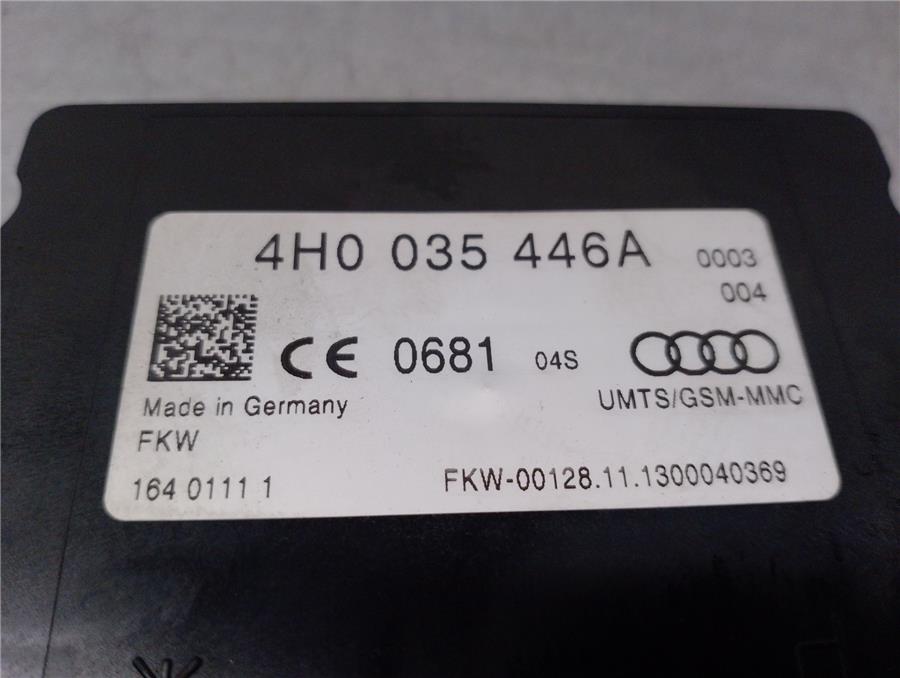 4H0 035 446A 0003
004
CE 0681 04S
UMTS/GSM-MMC
Made in Germany
FKW
164 0111 1
FKW-00128.11.1300040369